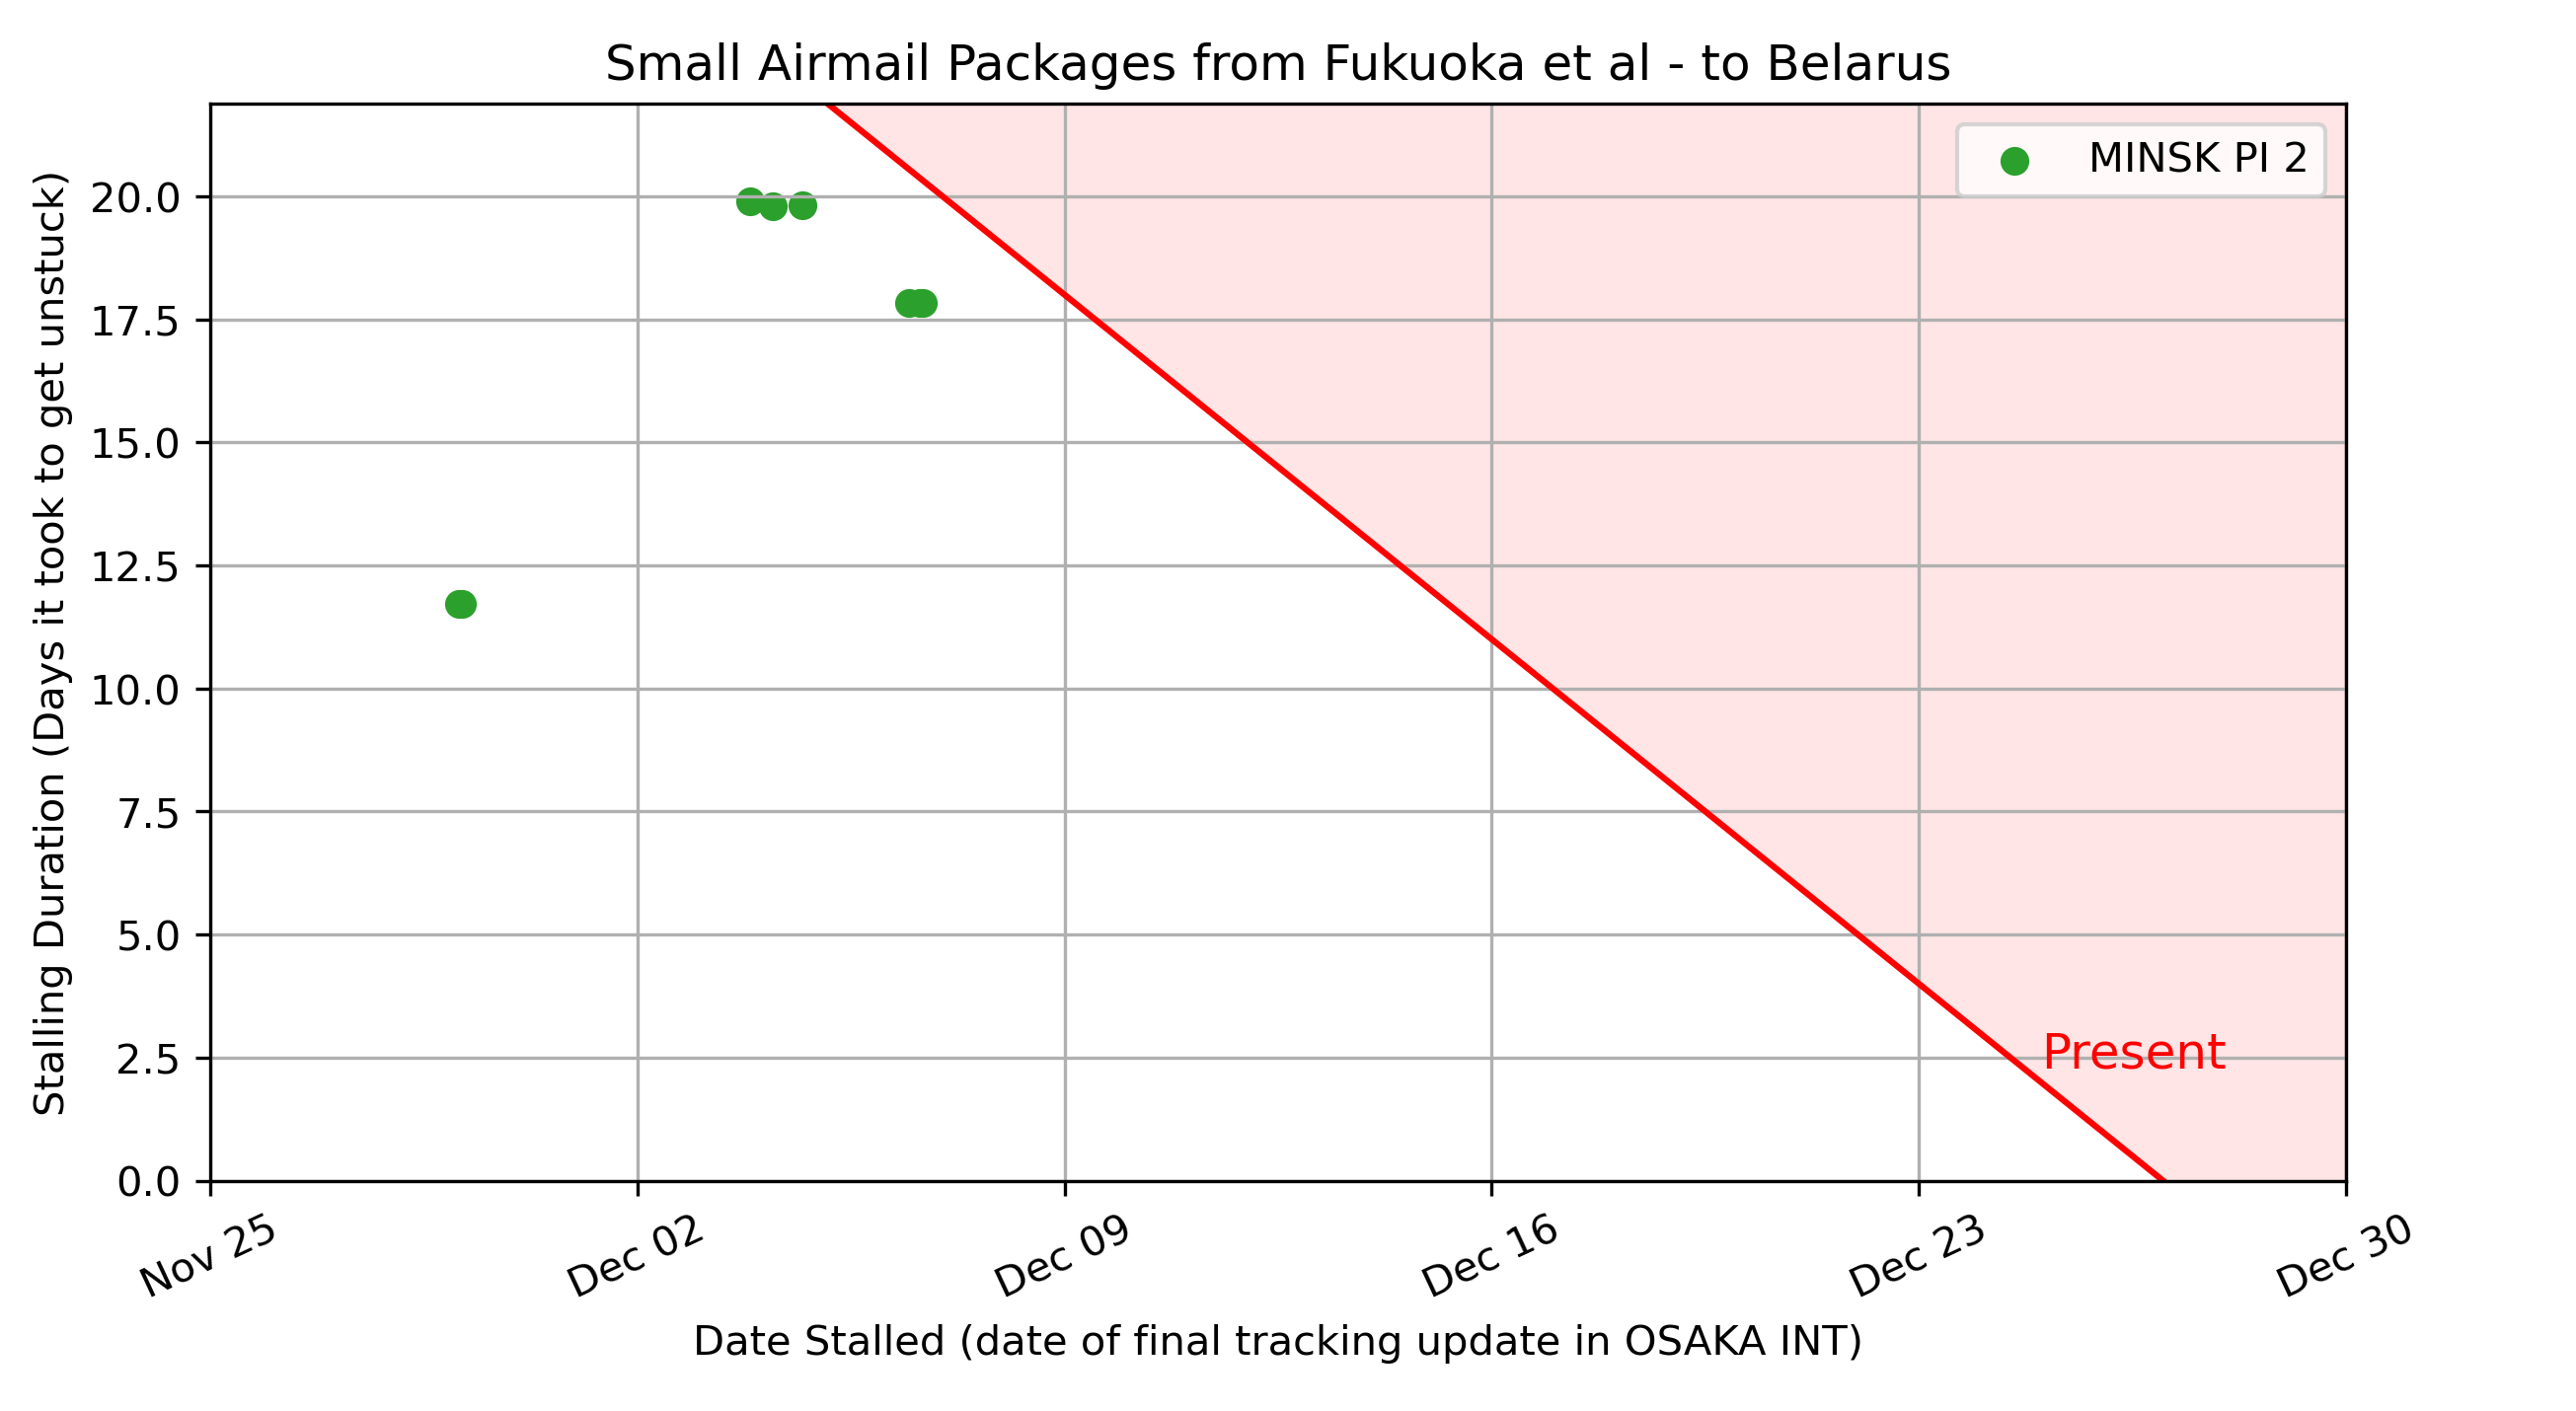 Small Airmail Packages from Fukuoka et al - to Belarus
MINSK PI 2
Stalling Duration (Days it took to get unstuck)
20.0
17.5
15.0
12.5
10.0
7.5
5.0
2.5
0.0
Present
Nov 25
Dec 02
Dec 09
Dec 16
Dec 23
Dec 30
Date Stalled (date of final tracking update in OSAKA INT)